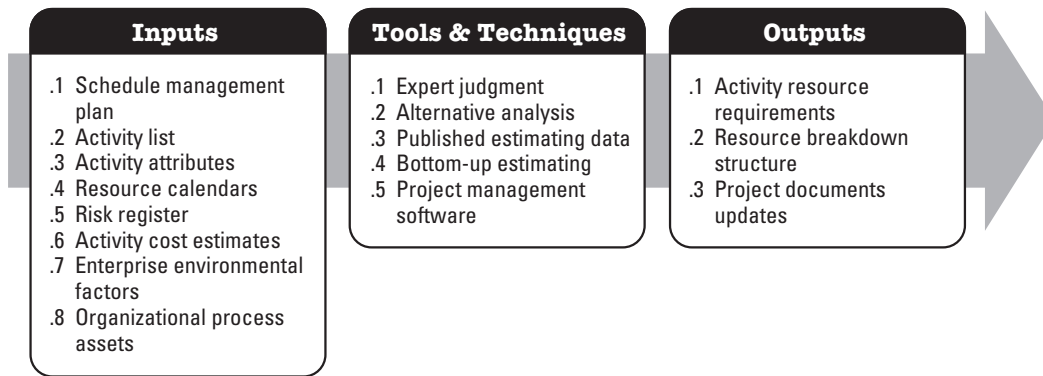 Inputs
.1 Schedule management
plan
.2 Activity list
.3 Activity attributes
.4 Resource calendars
.5 Risk register
.6 Activity cost estimates
.7 Enterprise environmental
factors
.8 Organizational process
assets
Tools & Techniques
.1 Expert judgment
.2 Alternative analysis
.3 Published estimating data
.4 Bottom-up estimating
.5 Project management
software
Outputs
.1 Activity resource
requirements
.2 Resource breakdown
structure
.3 Project documents
updates